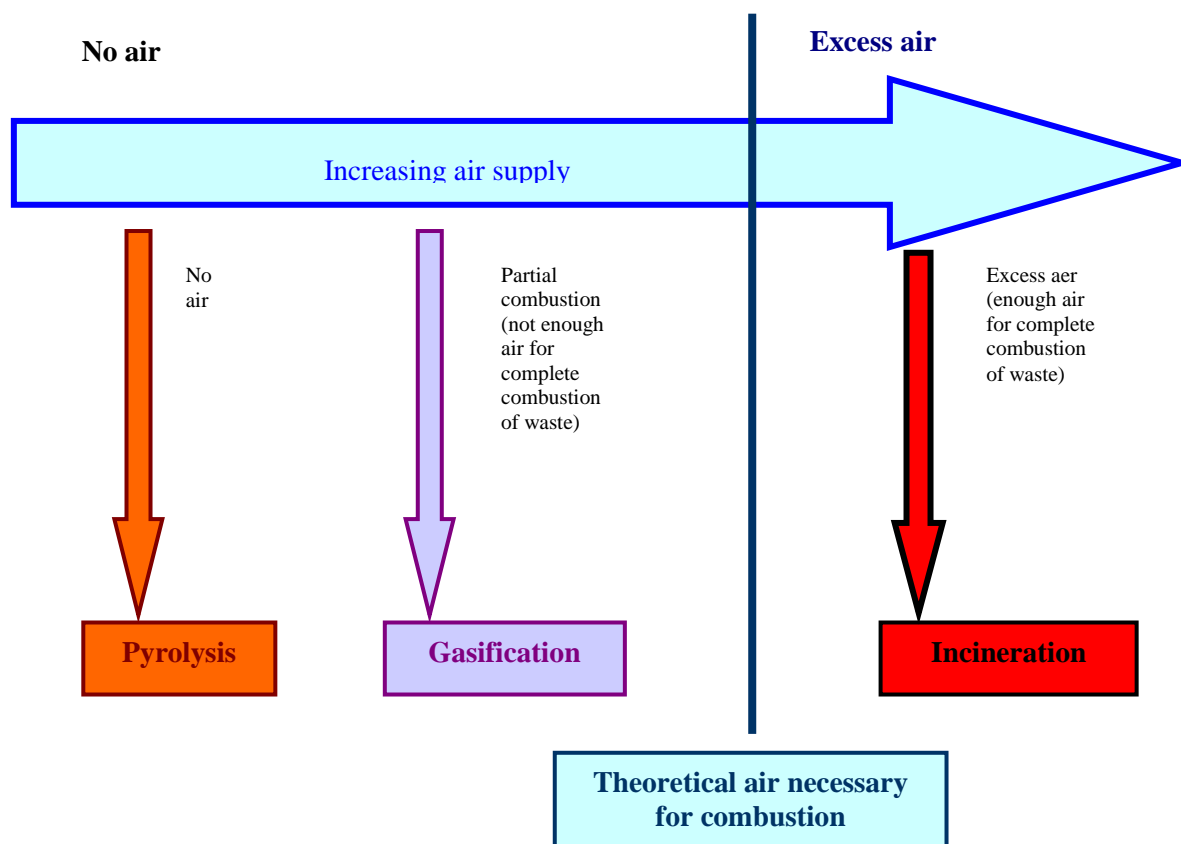 No air
Excess air
Increasing air supply
No
air
Partial
combustion
(not enough
air for
complete
combustion
of waste)
Excess aer
(enough air
for complete
combustion
of waste)
Pyrolysis
Gasification
Incineration
Theoretical air necessary
for combustion